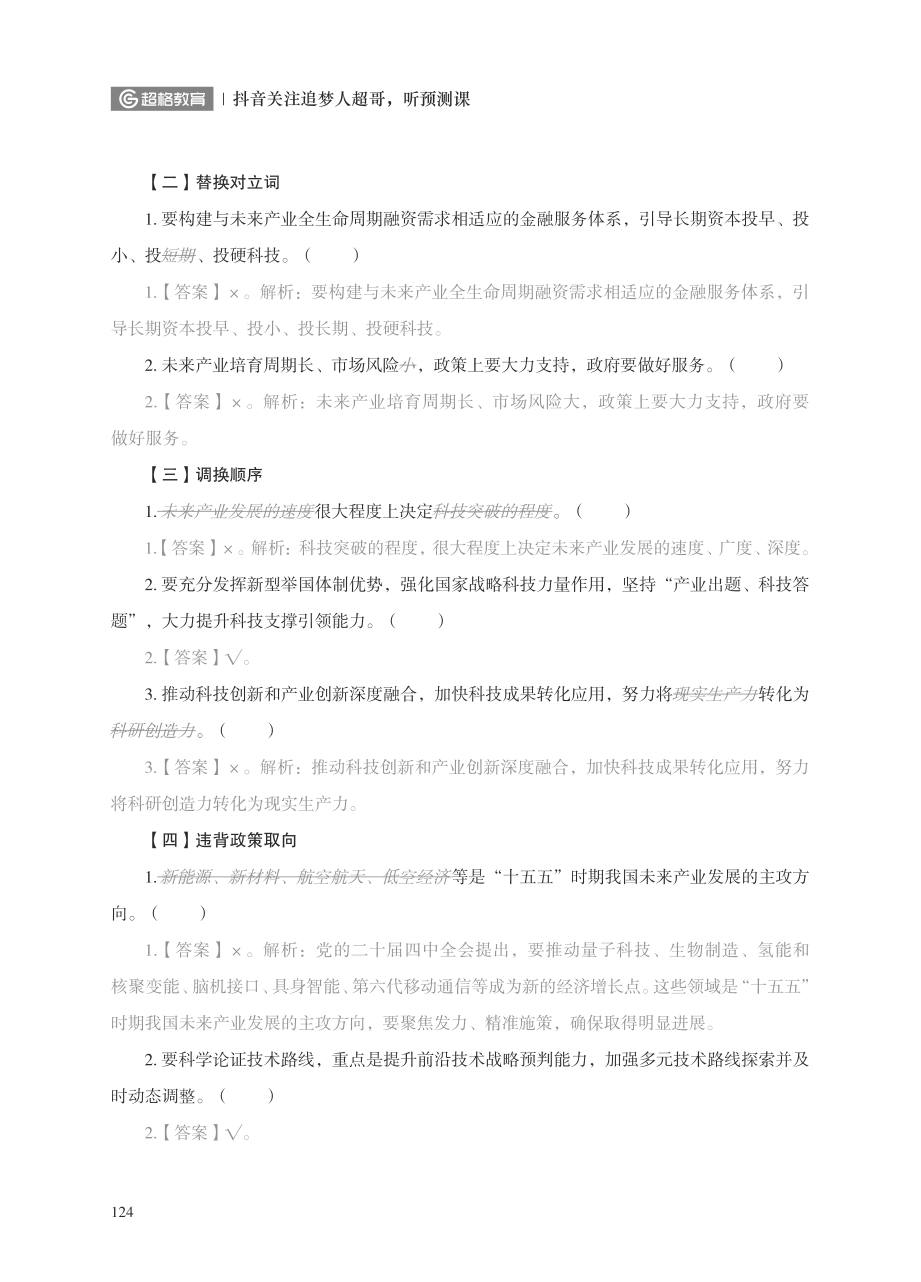 超格教育 | 抖音关注追梦人超哥，听预测课
【二】替换对立词
1. 要构建与未来产业全生命周期融资需求相适应的金融服务体系，引导长期资本投早、投
小、投短期、投硬科技。（　　）
1.【答案】×。解析：要构建与未来产业全生命周期融资需求相适应的金融服务体系，引
导长期资本投早、投小、投长期、投硬科技。
2. 未来产业培育周期长、市场风险小，政策上要大力支持，政府要做好服务。（　　）
2.【答案】×。解析：未来产业培育周期长、市场风险大，政策上要大力支持，政府要
做好服务。
【三】调换顺序
1. 未来产业发展的速度很大程度上决定科技突破的程度。（　　）
1.【答案】×。解析：科技突破的程度，很大程度上决定未来产业发展的速度、广度、深度。
2. 要充分发挥新型举国体制优势，强化国家战略科技力量作用，坚持“产业出题、科技答
题”，大力提升科技支撑引领能力。（　　）
2.【答案】√。
3. 推动科技创新和产业创新深度融合，加快科技成果转化应用，努力将现实生产力转化为
科研创造力。（　　）
3.【答案】×。解析：推动科技创新和产业创新深度融合，加快科技成果转化应用，努力
将科研创造力转化为现实生产力。
【四】违背政策取向
1. 新能源、新材料、航空航天、低空经济等是“十五五”时期我国未来产业发展的主攻方
向。（　　）
1.【答案】×。解析：党的二十届四中全会提出，要推动量子科技、生物制造、氢能和
核聚变能、脑机接口、具身智能、第六代移动通信等成为新的经济增长点。这些领域是“十五五”
时期我国未来产业发展的主攻方向，要聚焦发力、精准施策，确保取得明显进展。
2. 要科学论证技术路线，重点是提升前沿技术战略预判能力，加强多元技术路线探索并及
时动态调整。（　　）
2.【答案】√。
124